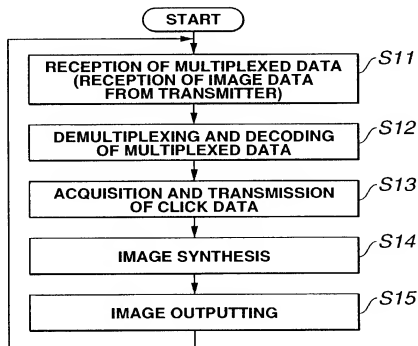 START
RECEPTION OF MULTIPLEXED DATA
(RECEPTION OF IMAGE DATA
FROM TRANSMITTER)
S11
DEMULTIPLEXING AND DECODING
OF MULTIPLEXED DATA
S12
ACQUISITION AND TRANSMISSION
OF CLICK DATA
S13
IMAGE SYNTHESIS
S14
IMAGE OUTPUTTING
S15